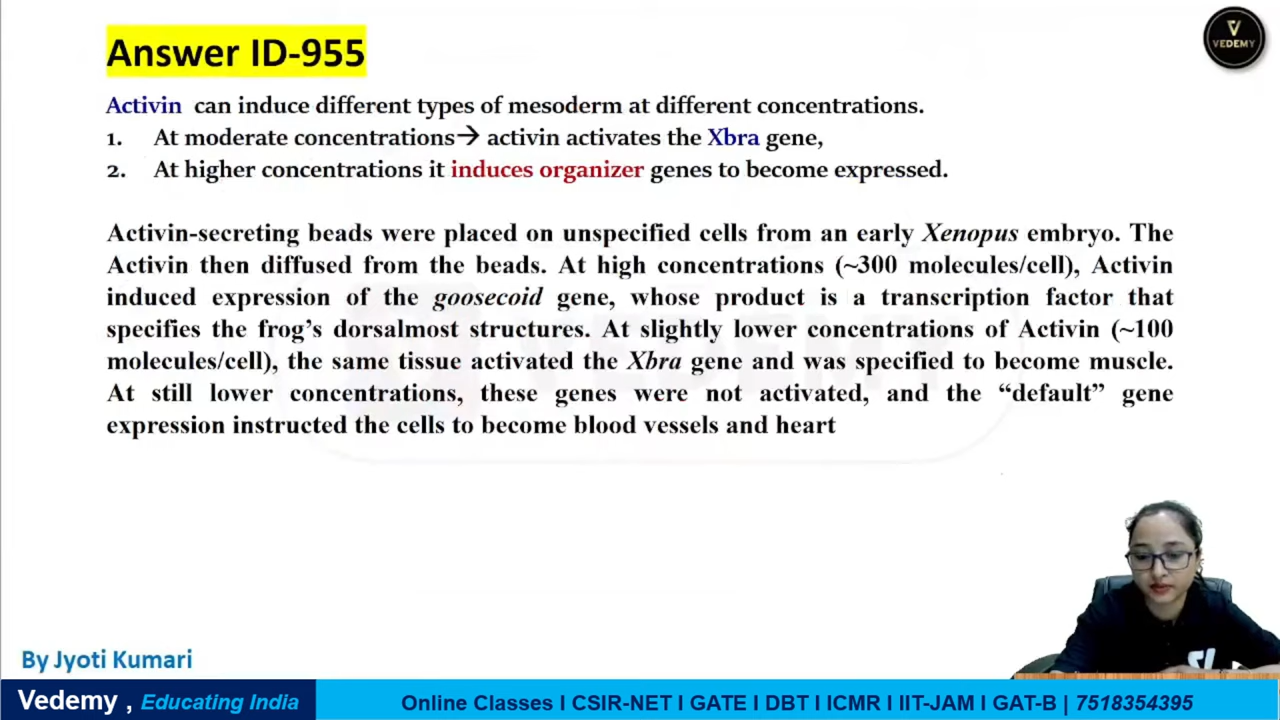 Answer ID-955
VEDEMY
Activin can induce different types of mesoderm at different concentrations.
1. At moderate concentrations→ activin activates the Xbra gene,
2. At higher concentrations it induces organizer genes to become expressed.
Activin-secreting beads were placed on unspecified cells from an early Xenopus embryo. The
Activin then diffused from the beads. At high concentrations (~300 molecules/cell), Activin
induced expression of the goosecoid gene, whose product is a transcription factor that
specifies the frog's dorsalmost structures. At slightly lower concentrations of Activin (~100
molecules/cell), the same tissue activated the Xbra gene and was specified to become muscle.
At still lower concentrations, these genes were not activated, and the “default” gene
expression instructed the cells to become blood vessels and heart
By Jyoti Kumari
Vedemy , Educating India
Online Classes I CSIR-NET I GATE I DBT I ICMR I IIT-JAM I GAT-B | 7518354395